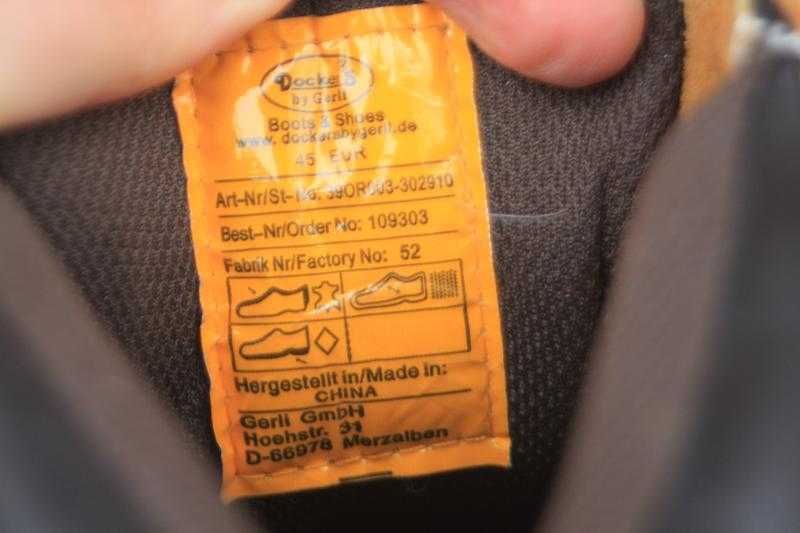 Docker's
by Gerli
Boots & Shoes
www.dockersbygerli.de
45 EUR
Art-Nr/St-No: 39OR003-302910
Best-Nr/Order No: 109303
Fabrik Nr/Factory No: 52
Hergestellt in/Made in:
CHINA
Gerli GmbH
Hoehstr. 31
D-66978 Merzalben